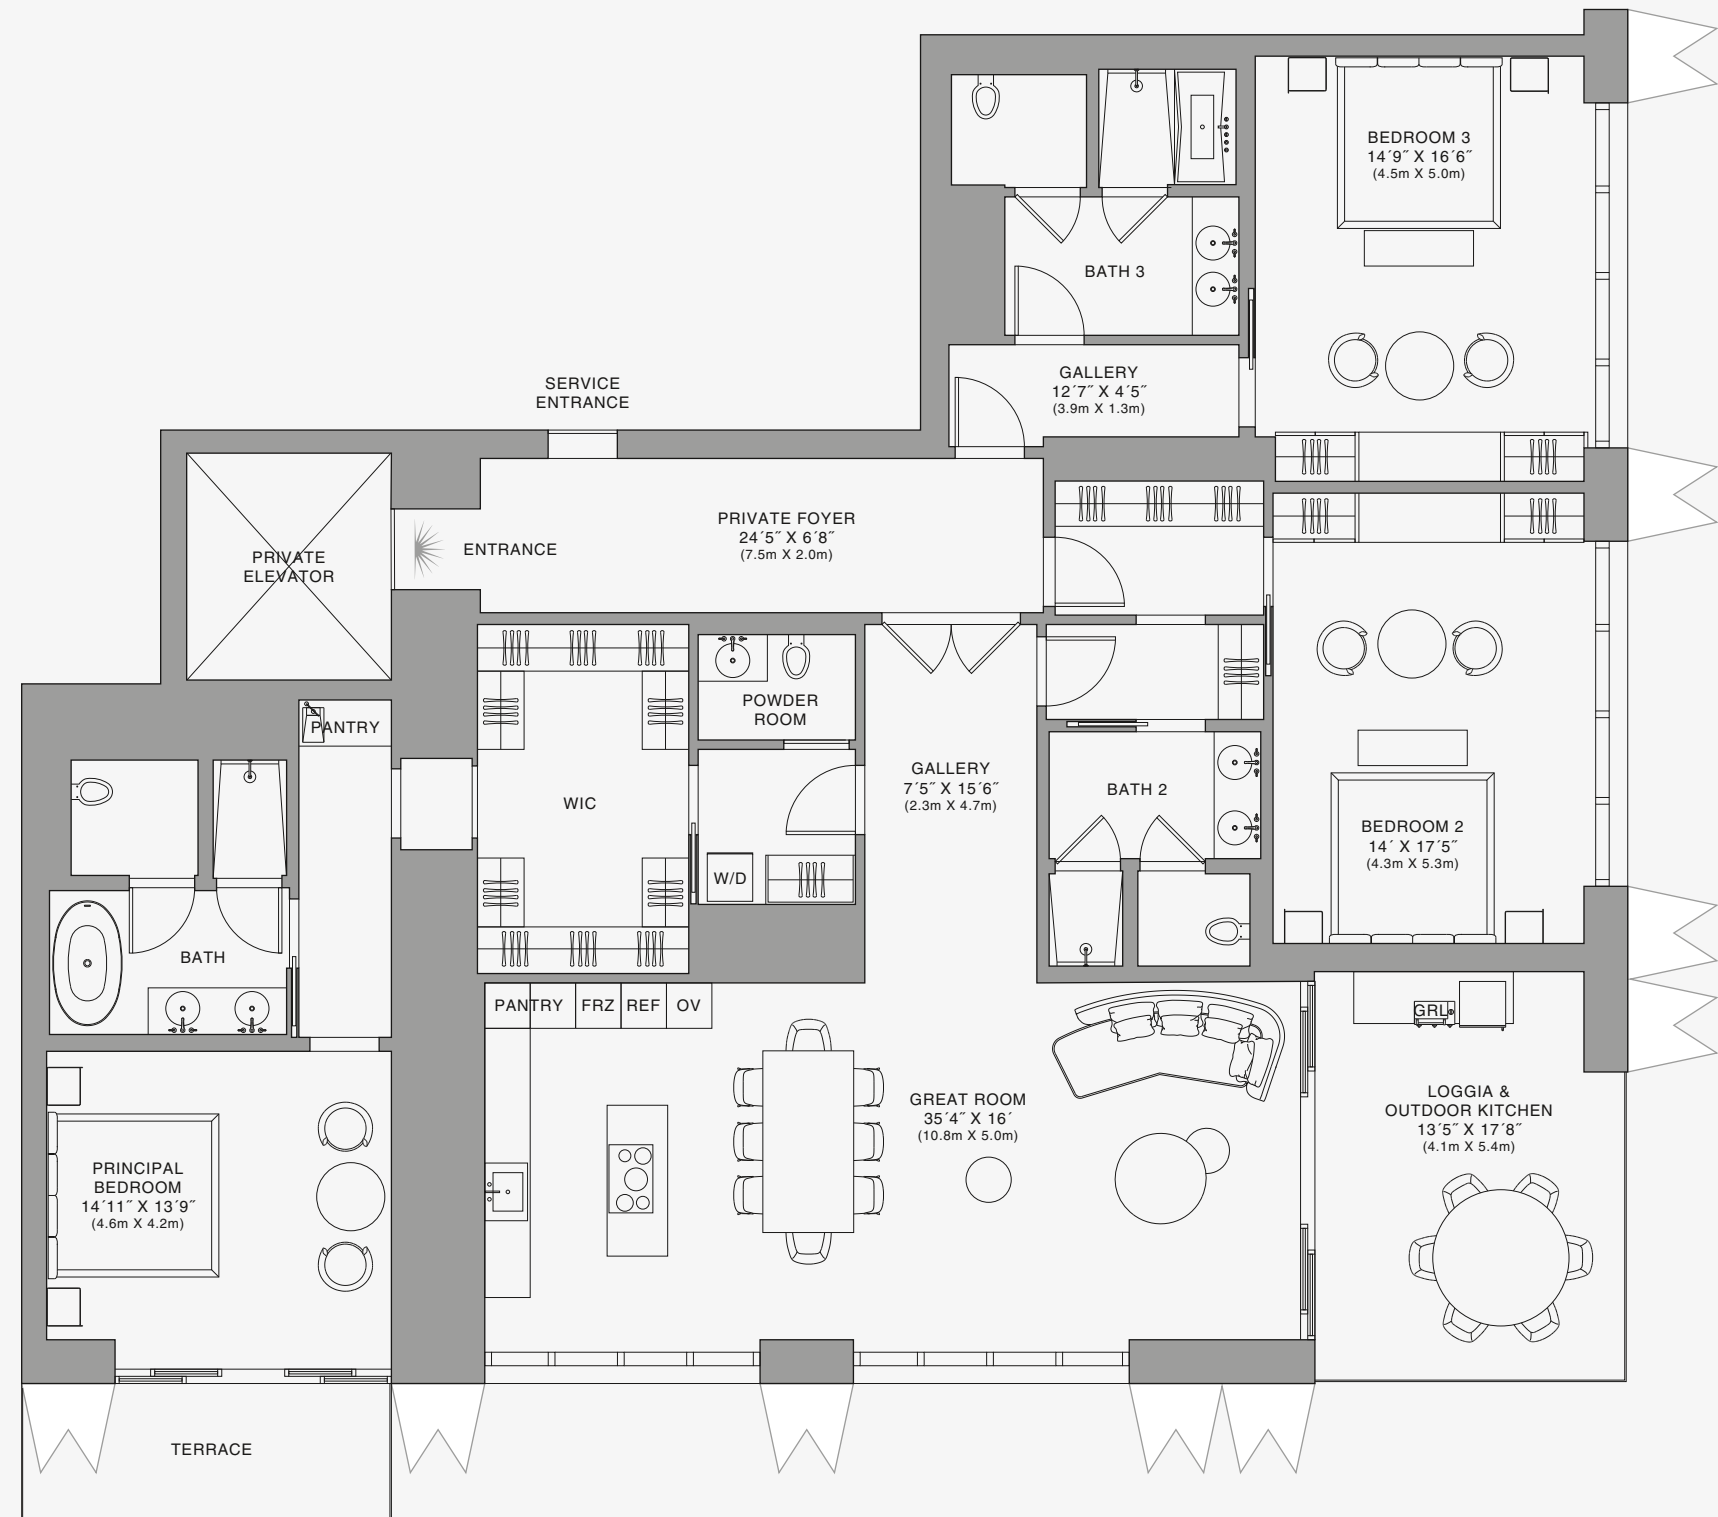 BEDROOM 3
14´9˝ X 16´6˝
(4.5m X 5.0m)
BATH 3
GALLERY
12´7˝ X 4´5˝
(3.9m X 1.3m)
SERVICE
ENTRANCE
PRIVATE FOYER
24´5˝ X 6´8˝
(7.5m X 2.0m)
ENTRANCE
PRIVATE
ELEVATOR
POWDER
ROOM
PANTRY
GALLERY
7´5˝ X 15´6˝
(2.3m X 4.7m)
BATH 2
WIC
BEDROOM 2
14´ X 17´5˝
(4.3m X 5.3m)
W/D
BATH
PANTRY
FRZ
REF
OV
GRL
GREAT ROOM
35´4˝ X 16´
(10.8m X 5.0m)
LOGGIA &
OUTDOOR KITCHEN
13´5˝ X 17´8˝
(4.1m X 5.4m)
PRINCIPAL
BEDROOM
14´11˝ X 13´9˝
(4.6m X 4.2m)
TERRACE